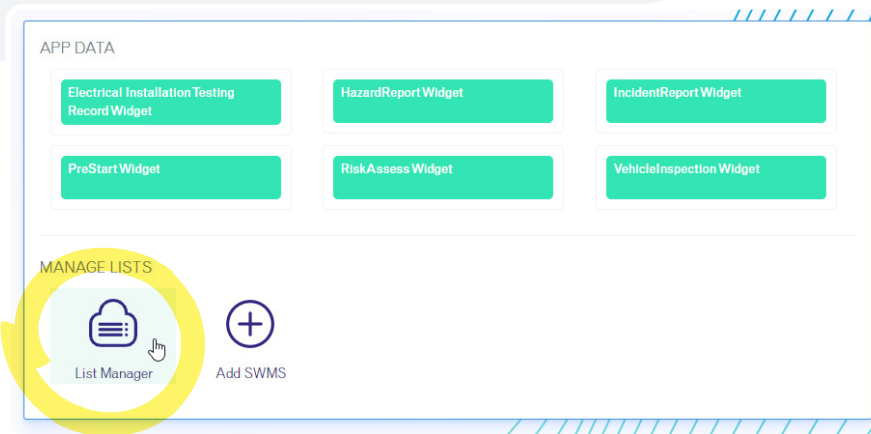 APP DATA
Electrical Installation Testing
Record Widget
HazardReport Widget
IncidentReport Widget
PreStart Widget
RiskAssess Widget
VehicleInspection Widget
MANAGE LISTS
List Manager
Add SWMS